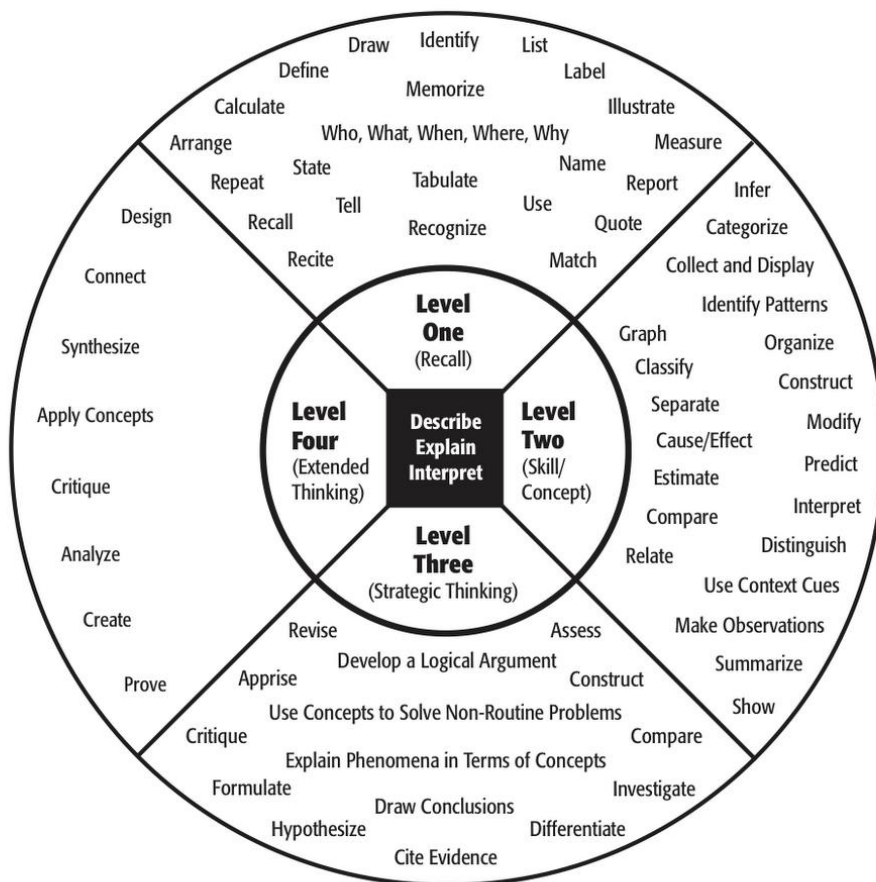 Draw
Identify
List
Define
Label
Memorize
Calculate
Illustrate
Who, What, When, Where, Why
Arrange
Measure
State
Name
Repeat
Tabulate
Report
Tell
Use
Recall
Recognize
Quote
Recite
Match
Level
One
(Recall)
Infer
Categorize
Collect and Display
Identify Patterns
Graph
Organize
Classify
Construct
Separate
Modify
Cause/Effect
Predict
Estimate
Interpret
Compare
Distinguish
Relate
Use Context Cues
Make Observations
Summarize
Show
Level
Two
(Skill/
Concept)
Describe
Explain
Interpret
Level
Three
(Strategic Thinking)
Revise
Assess
Develop a Logical Argument
Apprise
Construct
Use Concepts to Solve Non-Routine Problems
Critique
Compare
Explain Phenomena in Terms of Concepts
Formulate
Investigate
Draw Conclusions
Hypothesize
Differentiate
Cite Evidence
Level
Four
(Extended
Thinking)
Design
Connect
Synthesize
Apply Concepts
Critique
Analyze
Create
Prove